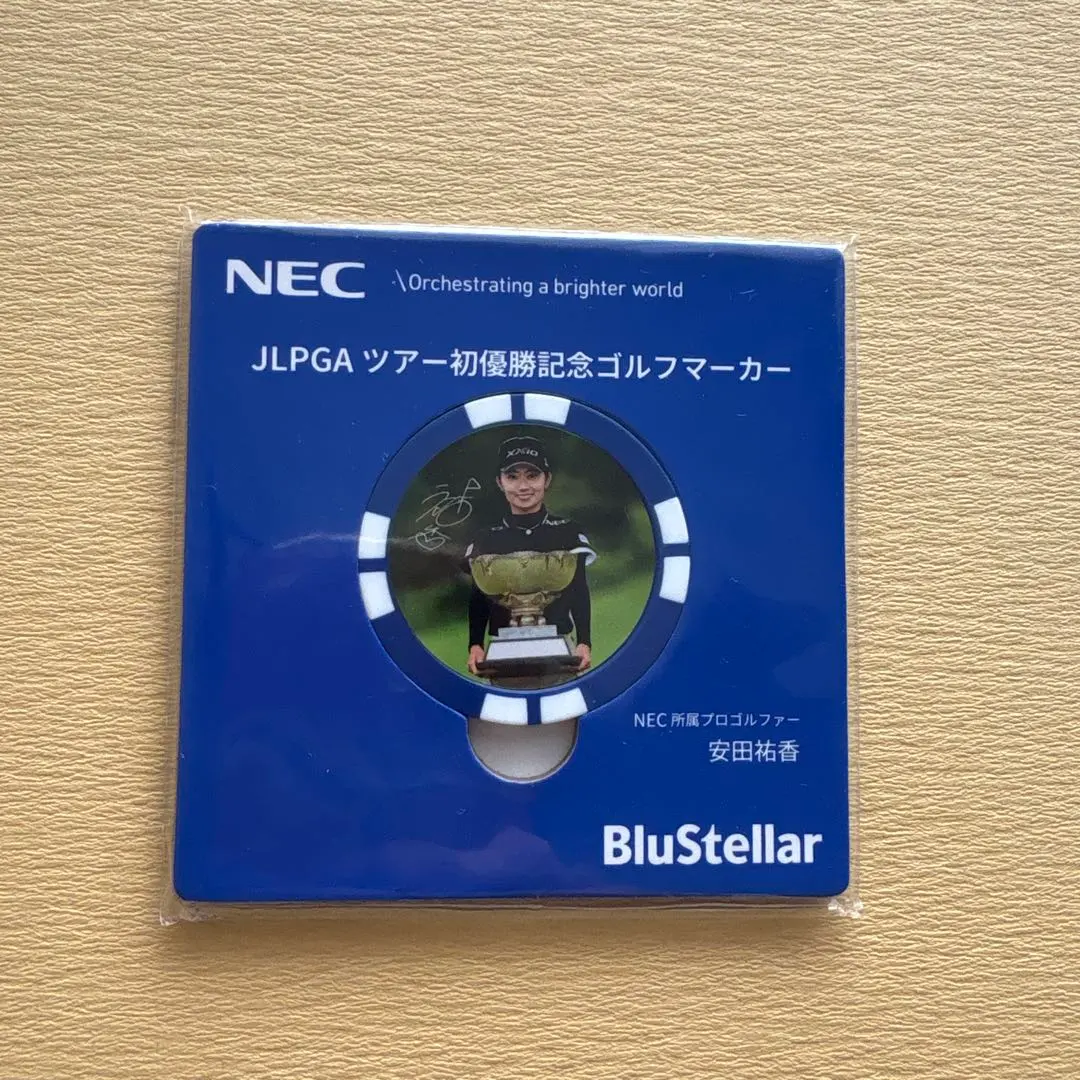 NEC \Orchestrating a brighter world
JLPGA ツアー初優勝記念ゴルフマーカー
XXIO
NEC
NEC 所属プロゴルファー
安田祐香
BluStellar